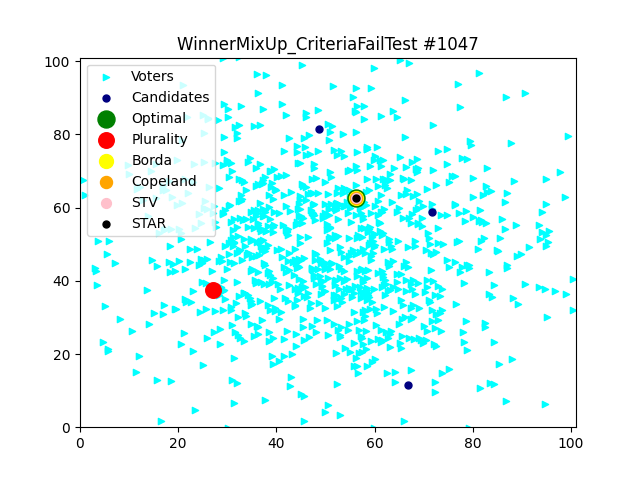 WinnerMixUp_CriteriaFailTest #1047
100
80
60
40
20
0
0 20 40 60 80 100
Voters
Candidates
Optimal
Plurality
Borda
Copeland
STV
STAR